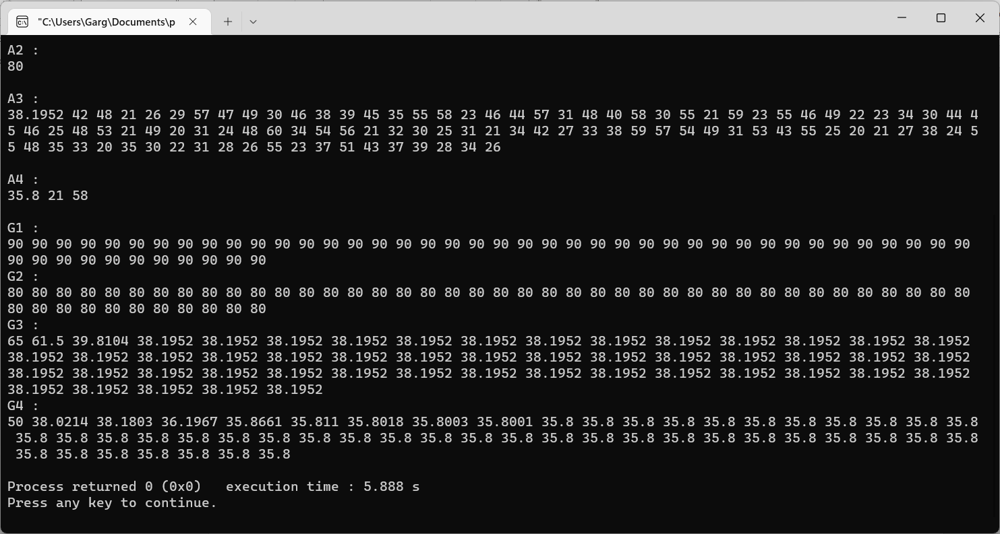 "C:\Users\Garg\Documents\p
A2 :
80
A3 :
38.1952 42 48 21 26 29 57 47 49 30 46 38 39 45 35 55 58 23 46 44 57 31 48 40 58 30 55 21 59 23 55 46 49 22 23 34 30 44 4
5 46 25 48 53 21 49 20 31 24 48 60 34 54 56 21 32 30 25 31 21 34 42 27 33 38 59 57 54 49 31 53 43 55 25 20 21 27 38 24 5
5 48 35 33 20 35 30 22 31 28 26 55 23 37 51 43 37 39 28 34 26
A4 :
35.8 21 58
G1 :
90 90 90 90 90 90 90 90 90 90 90 90 90 90 90 90 90 90 90 90 90 90 90 90 90 90 90 90 90 90 90 90 90 90 90 90 90 90 90 90
90 90 90 90 90 90 90 90 90 90 90
G2 :
80 80 80 80 80 80 80 80 80 80 80 80 80 80 80 80 80 80 80 80 80 80 80 80 80 80 80 80 80 80 80 80 80 80 80 80 80 80 80 80
80 80 80 80 80 80 80 80 80 80 80
G3 :
65 61.5 39.8104 38.1952 38.1952 38.1952 38.1952 38.1952 38.1952 38.1952 38.1952 38.1952 38.1952 38.1952 38.1952 38.1952
38.1952 38.1952 38.1952 38.1952 38.1952 38.1952 38.1952 38.1952 38.1952 38.1952 38.1952 38.1952 38.1952 38.1952 38.1952
38.1952 38.1952 38.1952 38.1952 38.1952 38.1952 38.1952 38.1952 38.1952 38.1952 38.1952 38.1952 38.1952 38.1952 38.1952
38.1952 38.1952 38.1952 38.1952 38.1952
G4 :
50 38.0214 38.1803 36.1967 35.8661 35.811 35.8018 35.8003 35.8001 35.8 35.8 35.8 35.8 35.8 35.8 35.8 35.8 35.8 35.8 35.8
35.8 35.8 35.8 35.8 35.8 35.8 35.8 35.8 35.8 35.8 35.8 35.8 35.8 35.8 35.8 35.8 35.8 35.8 35.8 35.8 35.8 35.8 35.8 35.8
35.8 35.8 35.8 35.8 35.8 35.8 35.8
Process returned 0 (0x0)   execution time : 5.888 s
Press any key to continue.